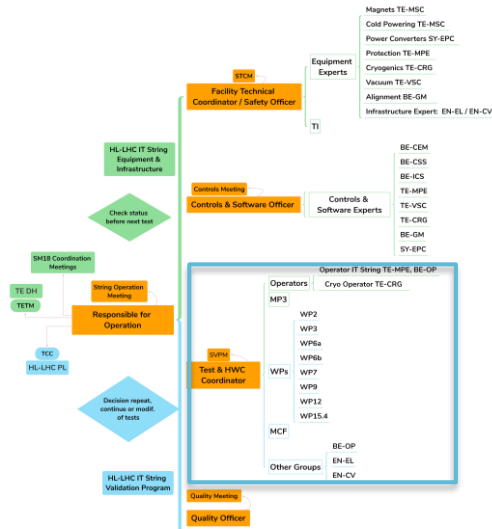 Magnets TE-MSC
Cold Powering TE-MSC
Power Converters SY-EPC
Protection TE-MPE
Cryogenics TE-CRG
Vacuum TE-VSC
Alignment BE-GM
Infrastructure Expert: EN-EL / EN-CV
Equipment
Experts
STCM
Facility Technical
Coordinator / Safety Officer
TI
HL-LHC IT String
Equipment &
Infrastructure
BE-CEM
BE-CSS
BE-ICS
TE-MPE
TE-VSC
TE-CRG
BE-GM
SY-EPC
Controls Meeting
Controls & Software Officer
Controls &
Software Experts
Check status
before next test
SM18 Coordination
Meetings
TE DH
TETM
String Operation
Meeting
Responsible for
Operation
TCC
HL-LHC PL
Operator IT String TE-MPE, BE-OP
Operators
Cryo Operator TE-CRG
MP3
WP2
WP3
WP6a
WP6b
WP7
WP9
WP12
WP15.4
WPs
SVPM
Test & HWC
Coordinator
MCF
BE-OP
EN-EL
EN-CV
Other Groups
Decision repeat,
continue or modif.
of tests
HL-LHC IT String
Validation Program
Quality Meeting
Quality Officer